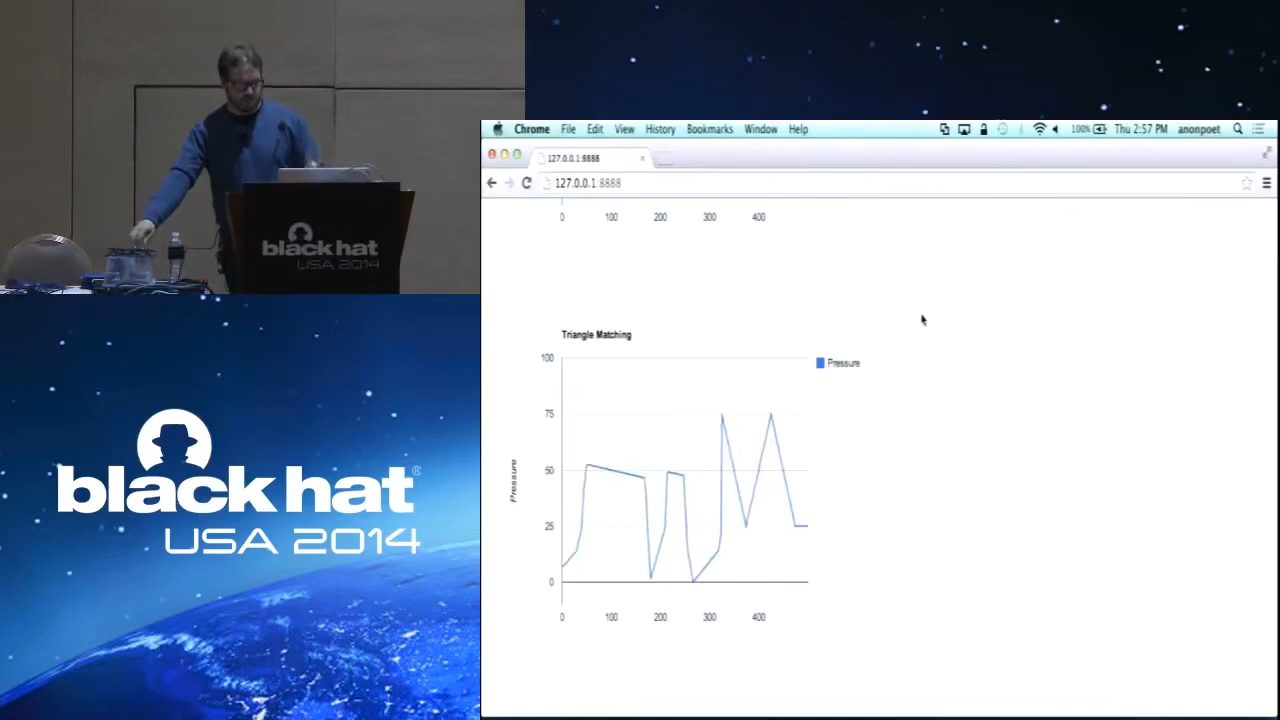 black hat
USA 2014
black hat®
USA 2014
Chrome File Edit View History Bookmarks Window Help 100% Thu 2:57 PM anonpoet
127.0.0.1:8888
127.0.0.1:8888
0 100 200 300 400
Triangle Matching
100
75
50
25
0
Pressure
Pressure
0 100 200 300 400